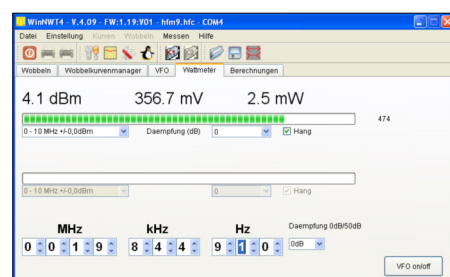 WinNWT4 - V.4.09 - FW:1.19:V01 - hfm9.hfc - COM4
Datei Einstellung Kurven Wobbeln Messen Hilfe
Wobbeln Wobbelkurvenmanager VFO Wattmeter Berechnungen
4.1 dBm 356.7 mV 2.5 mW
474
0 - 10 MHz +/-0,0dBm Daempfung (dB) 0 Hang
0 - 10 MHz +/-0,0dBm 0 Hang
MHz kHz Hz Daempfung 0dB/50dB
0 0 0 1 9 8 4 4 9 1 0 0dB
VFO on/off